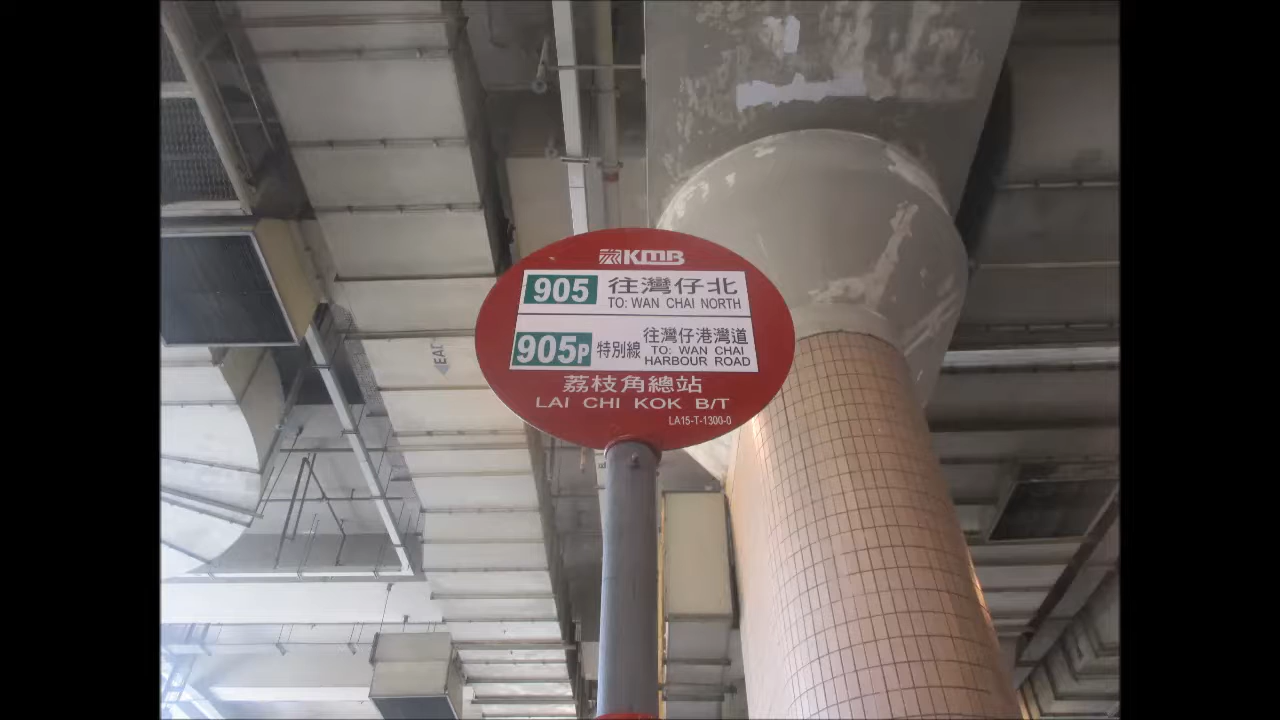 KMB
905 往灣仔北
TO: WAN CHAI NORTH
905P 特別線 往灣仔港灣道
TO: WAN CHAI
HARBOUR ROAD
荔枝角總站
LAI CHI KOK B/T
LA15-T-1300-0